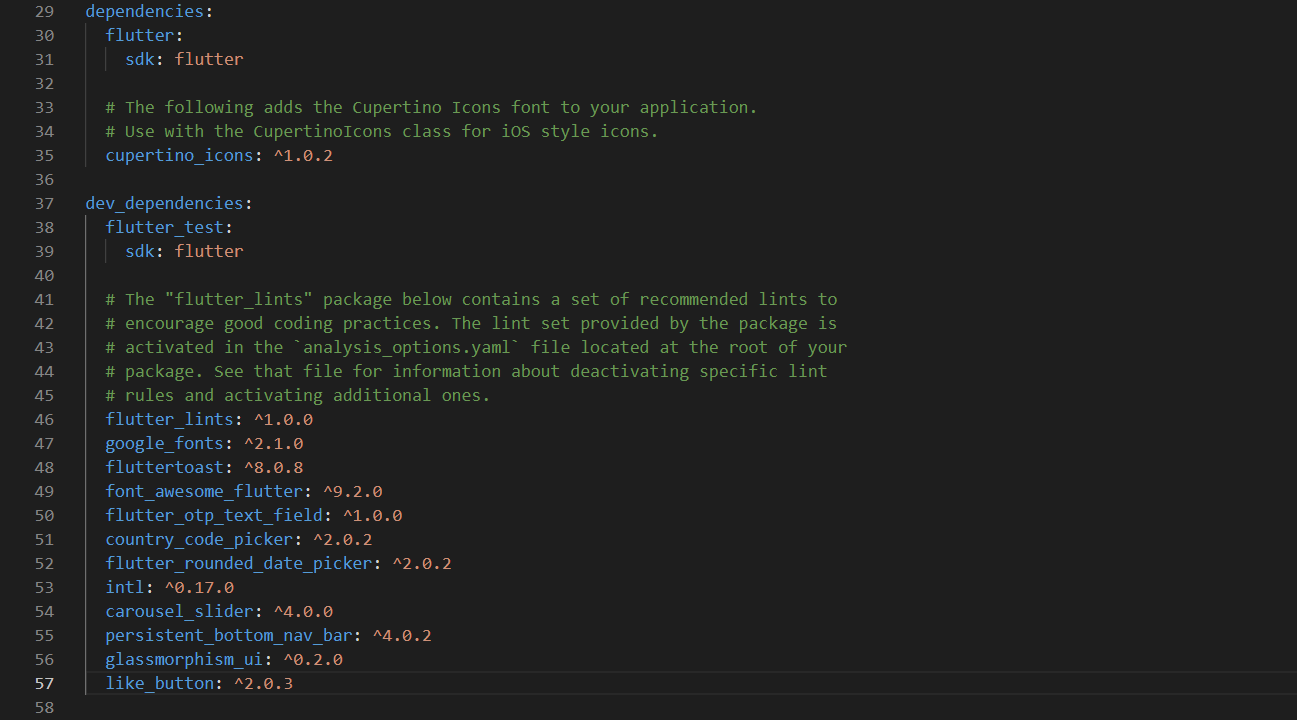 29 dependencies:
30 flutter:
31 sdk: flutter
32
33 # The following adds the Cupertino Icons font to your application.
34 # Use with the CupertinoIcons class for iOS style icons.
35 cupertino_icons: ^1.0.2
36
37 dev_dependencies:
38 flutter_test:
39 sdk: flutter
40
41 # The "flutter_lints" package below contains a set of recommended lints to
42 # encourage good coding practices. The lint set provided by the package is
43 # activated in the `analysis_options.yaml` file located at the root of your
44 # package. See that file for information about deactivating specific lint
45 # rules and activating additional ones.
46 flutter_lints: ^1.0.0
47 google_fonts: ^2.1.0
48 fluttertoast: ^8.0.8
49 font_awesome_flutter: ^9.2.0
50 flutter_otp_text_field: ^1.0.0
51 country_code_picker: ^2.0.2
52 flutter_rounded_date_picker: ^2.0.2
53 intl: ^0.17.0
54 carousel_slider: ^4.0.0
55 persistent_bottom_nav_bar: ^4.0.2
56 glassmorphism_ui: ^0.2.0
57 like_button: ^2.0.3
58